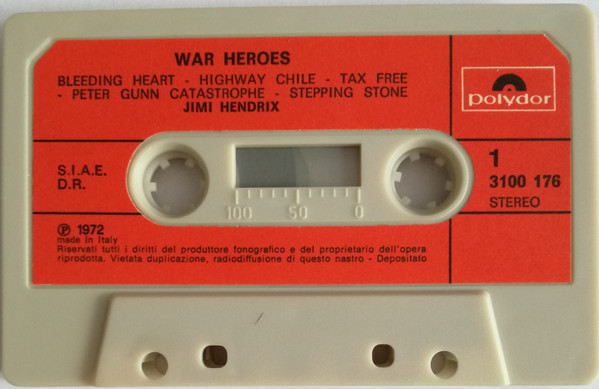 WAR HEROES
BLEEDING HEART - HIGHWAY CHILE - TAX FREE
- PETER GUNN CATASTROPHE - STEPPING STONE
JIMI HENDRIX
polydor
S.I.A.E.
D.R.
1
3100 176
STEREO
100 50 0
℗ 1972
made in Italy
Riservati tutti i diritti del produttore fonografico e del proprietario dell'opera
riprodotta. Vietata duplicazione, radiodiffusione di questo nastro - Depositato